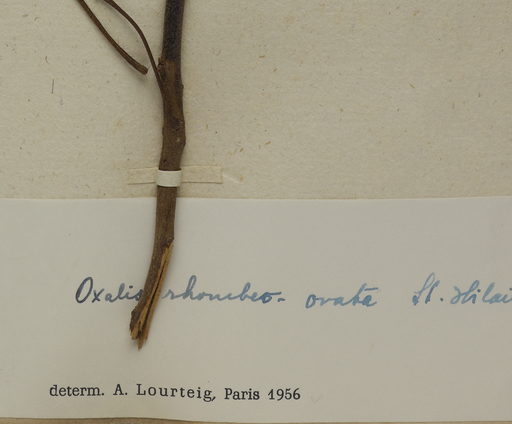 Oxalis rhombeo- ovata St. Hilai
determ. A. Lourteig, Paris 1956